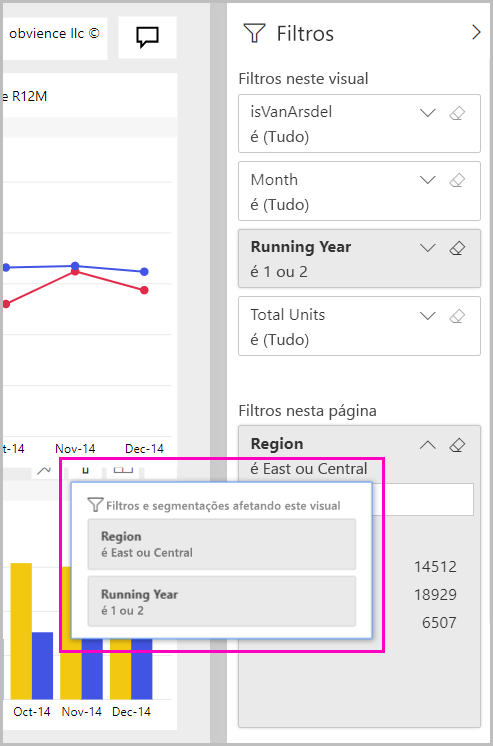 obvience llc ©
e R12M
t-14 Nov-14 Dec-14
Filtros
Filtros neste visual
isVanArsdel
é (Tudo)
Month
é (Tudo)
Running Year
é 1 ou 2
Total Units
é (Tudo)
Filtros nesta página
Region
é East ou Central
14512
18929
6507
Filtros e segmentações afetando este visual
Region
é East ou Central
Running Year
é 1 ou 2
Oct-14 Nov-14 Dec-14